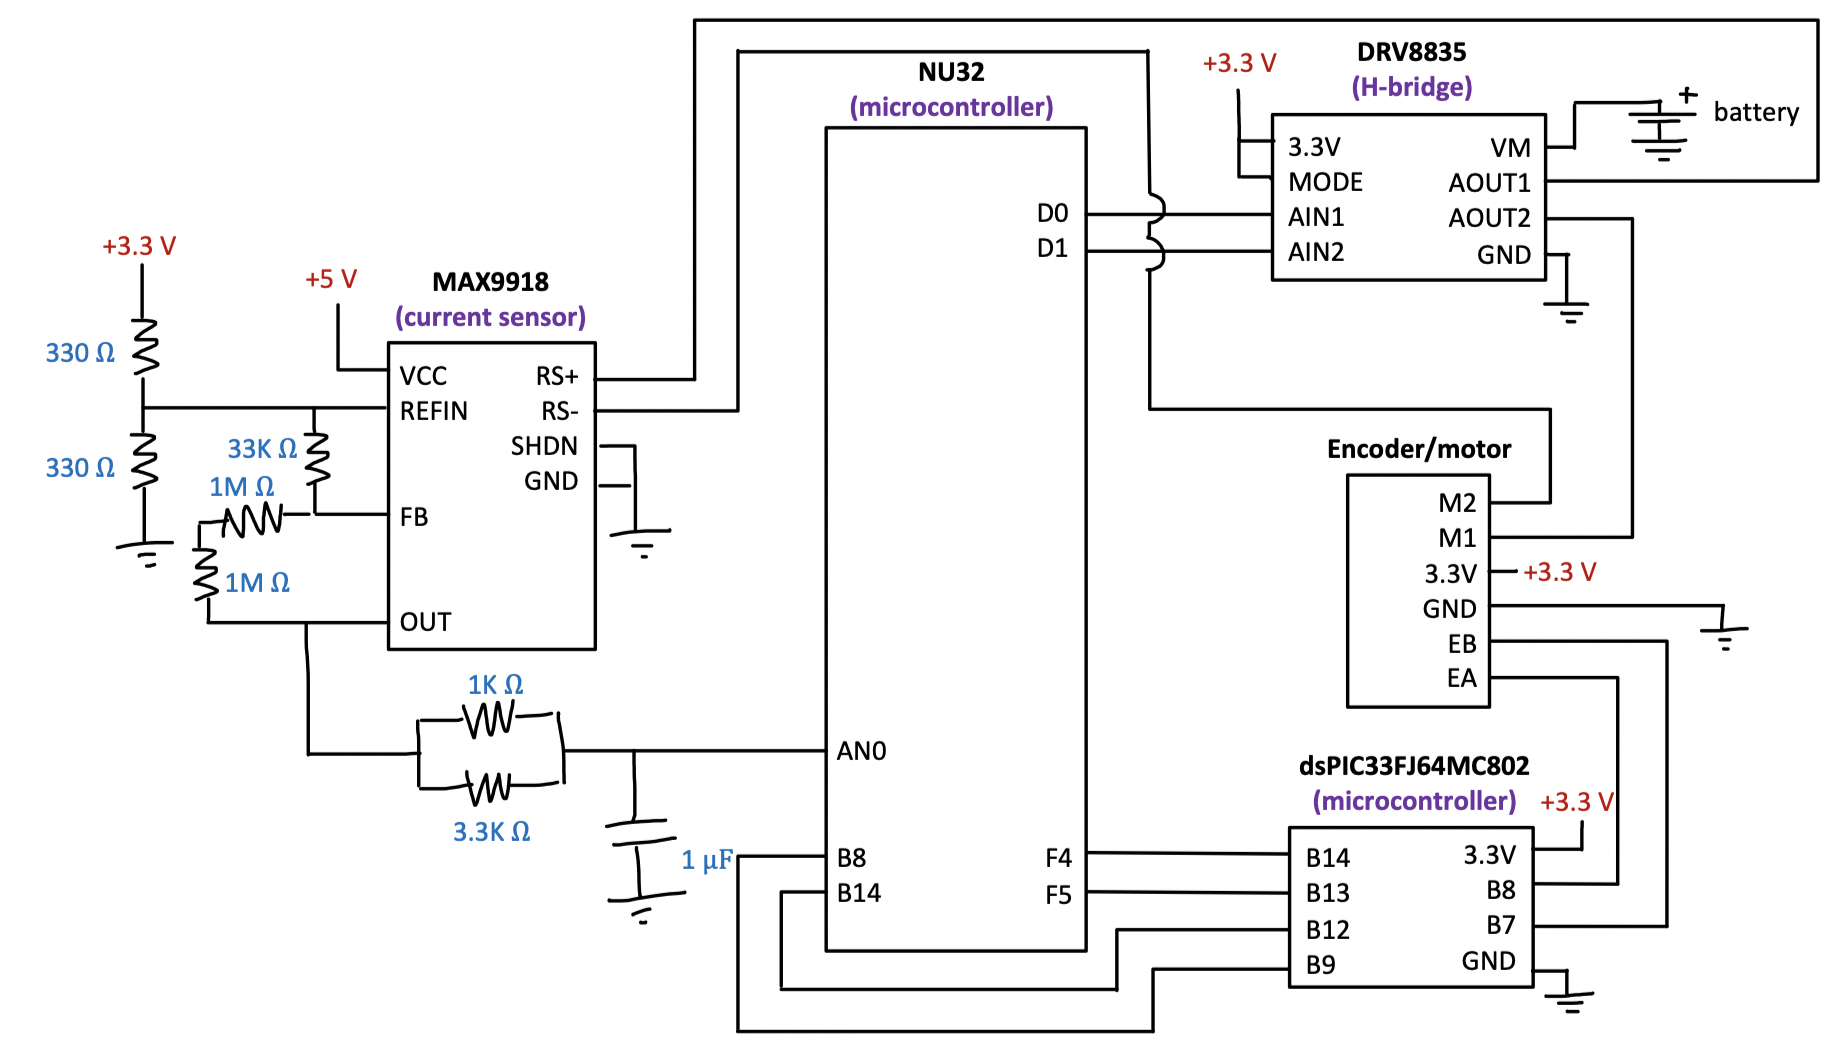 DRV8835
(H-bridge)
+3.3 V
3.3V
MODE
AIN1
AIN2
VM
AOUT1
AOUT2
GND
+
battery
NU32
(microcontroller)
D0
D1
AN0
B8
B14
F4
F5
+3.3 V
330 Ω
330 Ω
+5 V
MAX9918
(current sensor)
VCC
REFIN
FB
OUT
RS+
RS-
SHDN
GND
33K Ω
1M Ω
1M Ω
1K Ω
3.3K Ω
1 μF
Encoder/motor
M2
M1
3.3V
GND
EB
EA
+3.3 V
dsPIC33FJ64MC802
(microcontroller)
+3.3 V
B14
B13
B12
B9
3.3V
B8
B7
GND